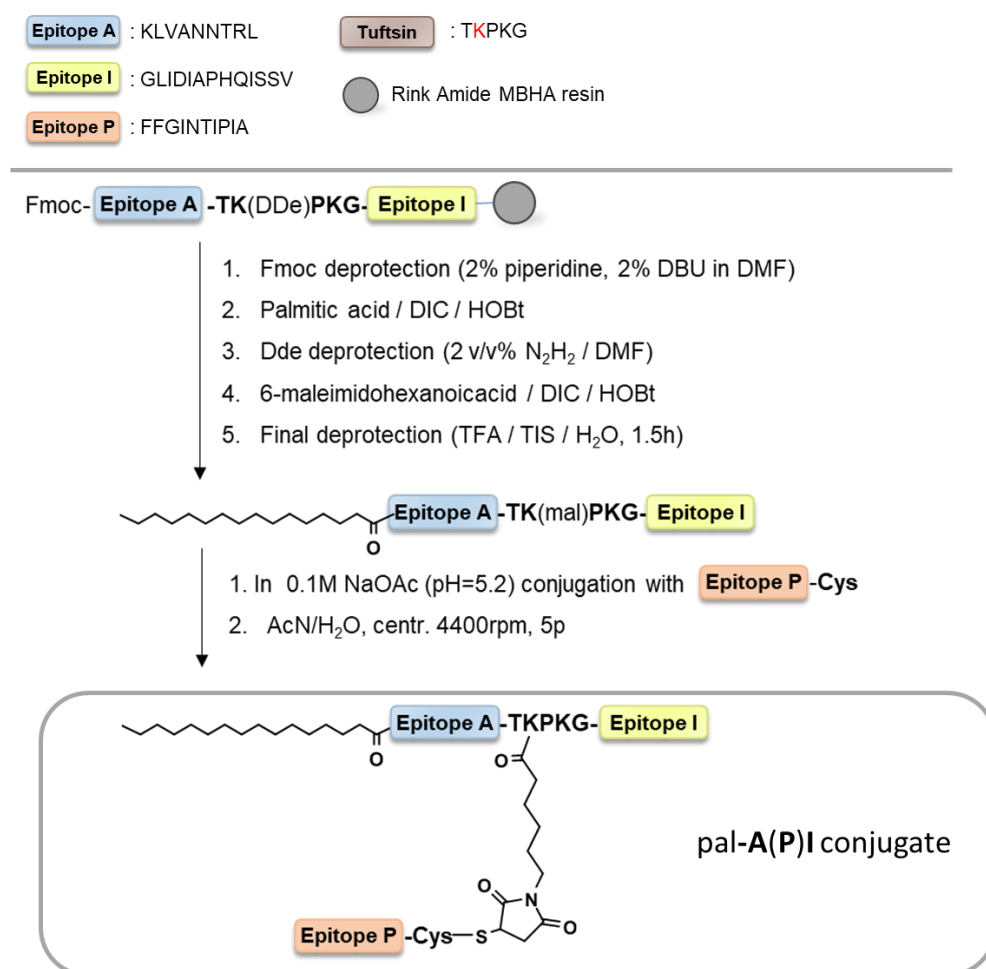 Epitope A : KLVANNTRL
Tuftsin : TKPKG
Epitope I : GLIDIAPHQISSV
Rink Amide MBHA resin
Epitope P : FFGINTIPIA
Fmoc- Epitope A -TK(DDe)PKG- Epitope I
1. Fmoc deprotection (2% piperidine, 2% DBU in DMF)
2. Palmitic acid / DIC / HOBt
3. Dde deprotection (2 v/v% N₂H₂ / DMF)
4. 6-maleimidohexanoicacid / DIC / HOBt
5. Final deprotection (TFA / TIS / H₂O, 1.5h)
O
Epitope A -TK(mal)PKG- Epitope I
1. In 0.1M NaOAc (pH=5.2) conjugation with Epitope P -Cys
2. AcN/H₂O, centr. 4400rpm, 5p
O
Epitope A -TKPKG- Epitope I
O
pal-A(P)I conjugate
O
N
O
Epitope P -Cys-S